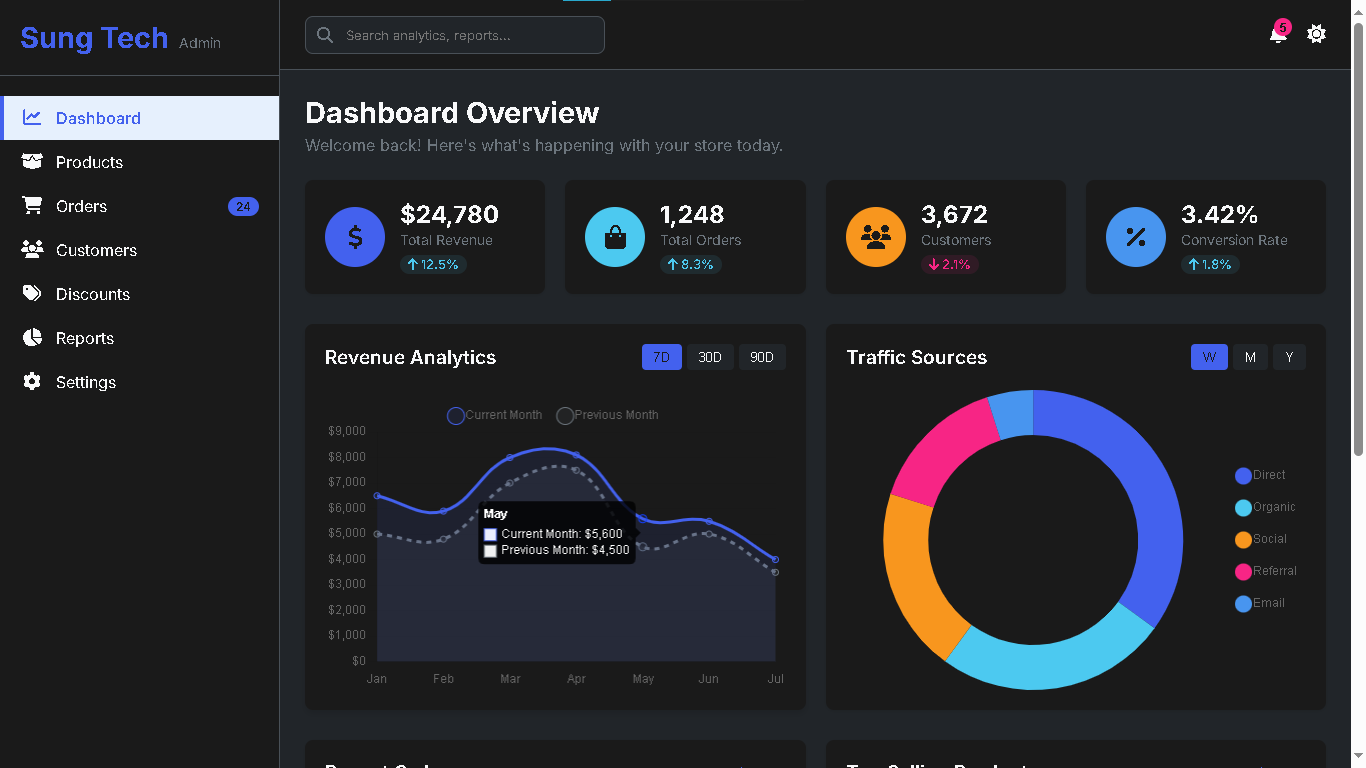 Sung Tech Admin
Search analytics, reports...
5
Dashboard
Products
Orders 24
Customers
Discounts
Reports
Settings
Dashboard Overview
Welcome back! Here's what's happening with your store today.
$24,780
Total Revenue
12.5%
1,248
Total Orders
8.3%
3,672
Customers
2.1%
3.42%
Conversion Rate
1.8%
Revenue Analytics
7D 30D 90D
Current Month Previous Month
$9,000
$8,000
$7,000
$6,000
$5,000
$4,000
$3,000
$2,000
$1,000
$0
May
Current Month: $5,600
Previous Month: $4,500
Jan Feb Mar Apr May Jun Jul
Traffic Sources
W M Y
Direct
Organic
Social
Referral
Email